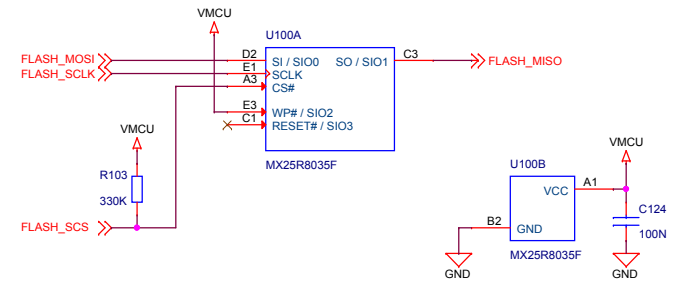 VMCU
U100A
FLASH_MOSI D2 SI / SIO0 SO / SIO1 C3 FLASH_MISO
FLASH_SCLK E1 SCLK
A3 CS#
E3 WP# / SIO2
C1 RESET# / SIO3
VMCU
MX25R8035F
VMCU
R103
330K
U100B
VCC A1
C124
100N
FLASH_SCS
B2 GND
MX25R8035F
GND
GND